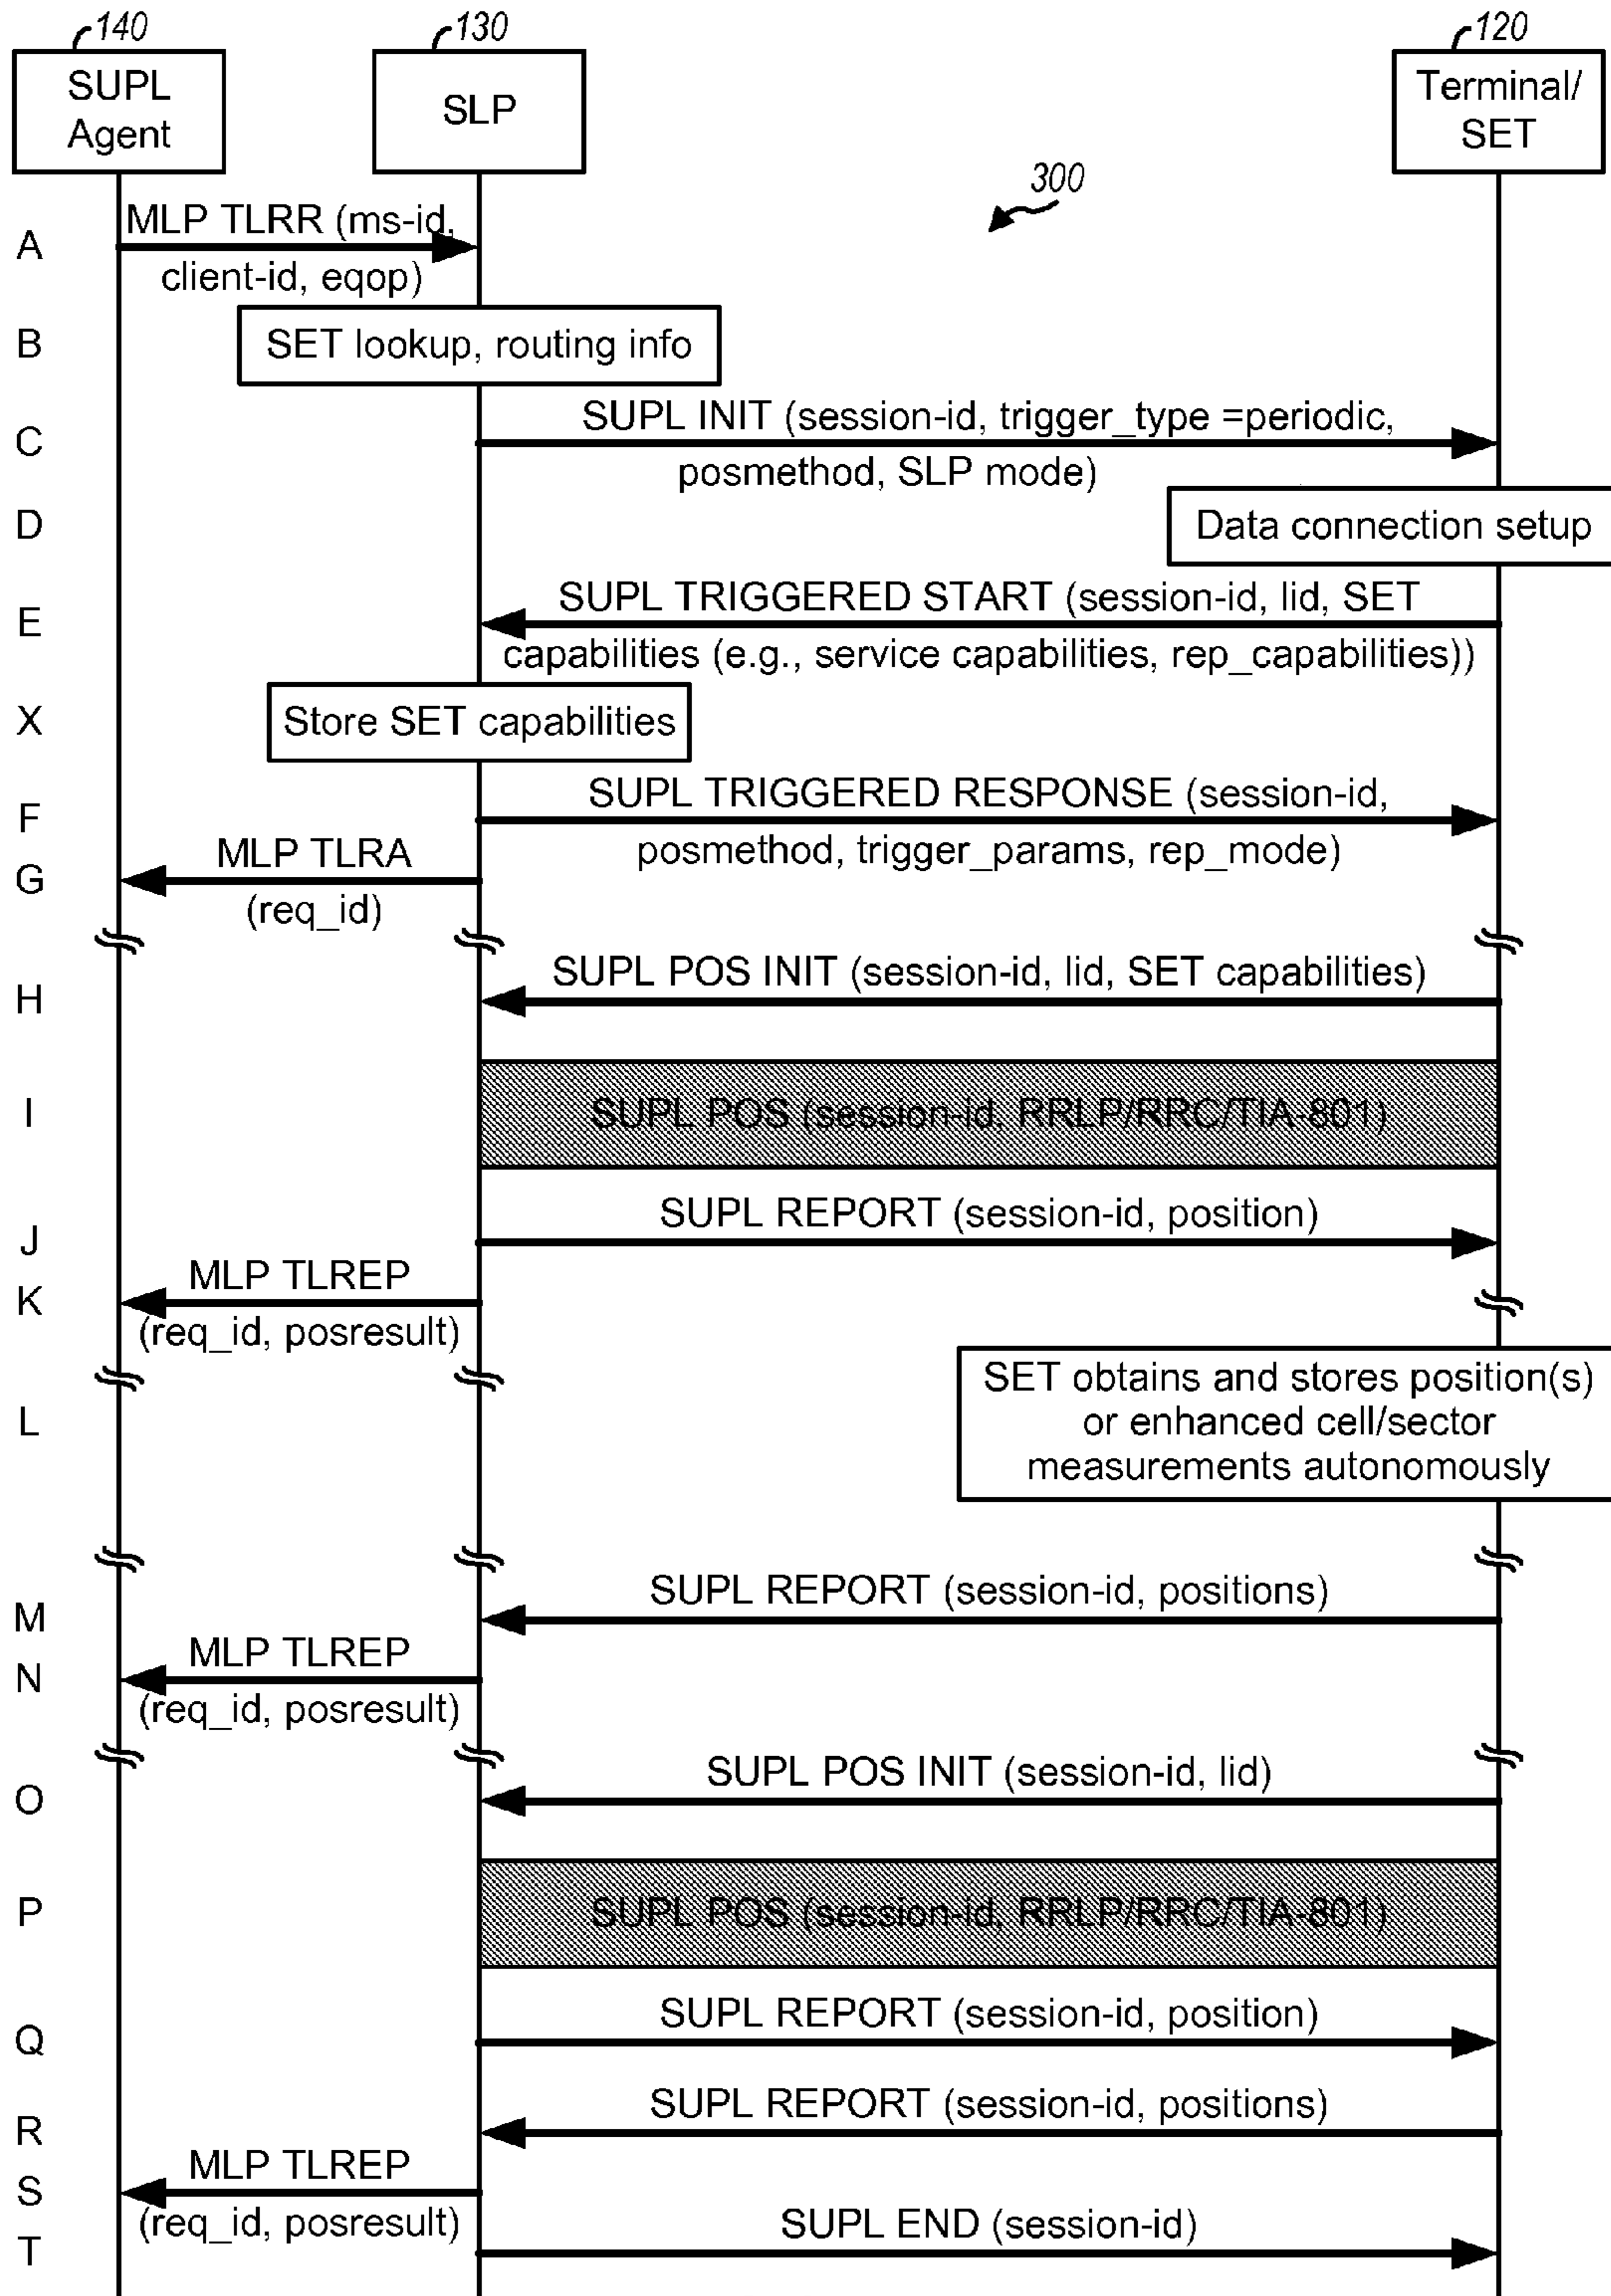 140
130
120
SUPL
Agent
SLP
Terminal/
SET
300
A
MLP TLRR (ms-id,
client-id, eqop)
B
SET lookup, routing info
C
SUPL INIT (session-id, trigger_type =periodic,
posmethod, SLP mode)
D
Data connection setup
E
SUPL TRIGGERED START (session-id, lid, SET
capabilities (e.g., service capabilities, rep_capabilities))
X
Store SET capabilities
F
SUPL TRIGGERED RESPONSE (session-id,
posmethod, trigger_params, rep_mode)
G
MLP TLRA
(req_id)
H
SUPL POS INIT (session-id, lid, SET capabilities)
I
SUPL POS (session-id, RRLP/RRC/TIA-801)
J
SUPL REPORT (session-id, position)
K
MLP TLREP
(req_id, posresult)
L
SET obtains and stores position(s)
or enhanced cell/sector
measurements autonomously
M
SUPL REPORT (session-id, positions)
N
MLP TLREP
(req_id, posresult)
O
SUPL POS INIT (session-id, lid)
P
SUPL POS (session-id, RRLP/RRC/TIA-801)
Q
SUPL REPORT (session-id, position)
R
SUPL REPORT (session-id, positions)
S
MLP TLREP
(req_id, posresult)
T
SUPL END (session-id)